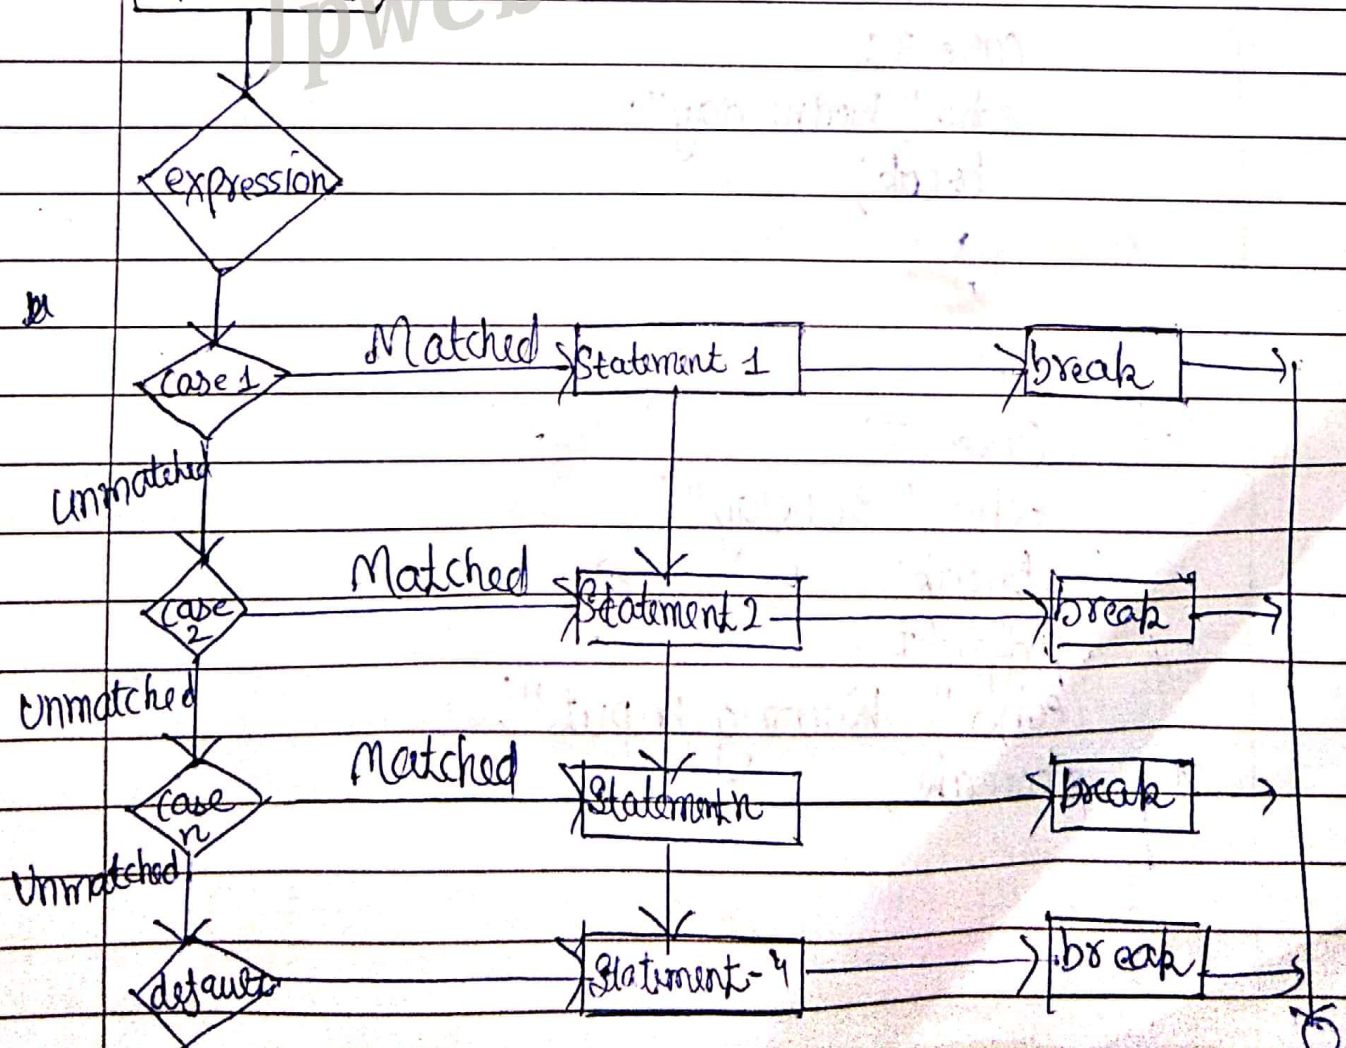 Jpweb
expression
Matched
case 1
Statement 1
break
unmatched
Matched
case
2
Statement 2
break
Unmatched
Matched
case
n
Statement n
break
Unmatched
default
Statement-4
break